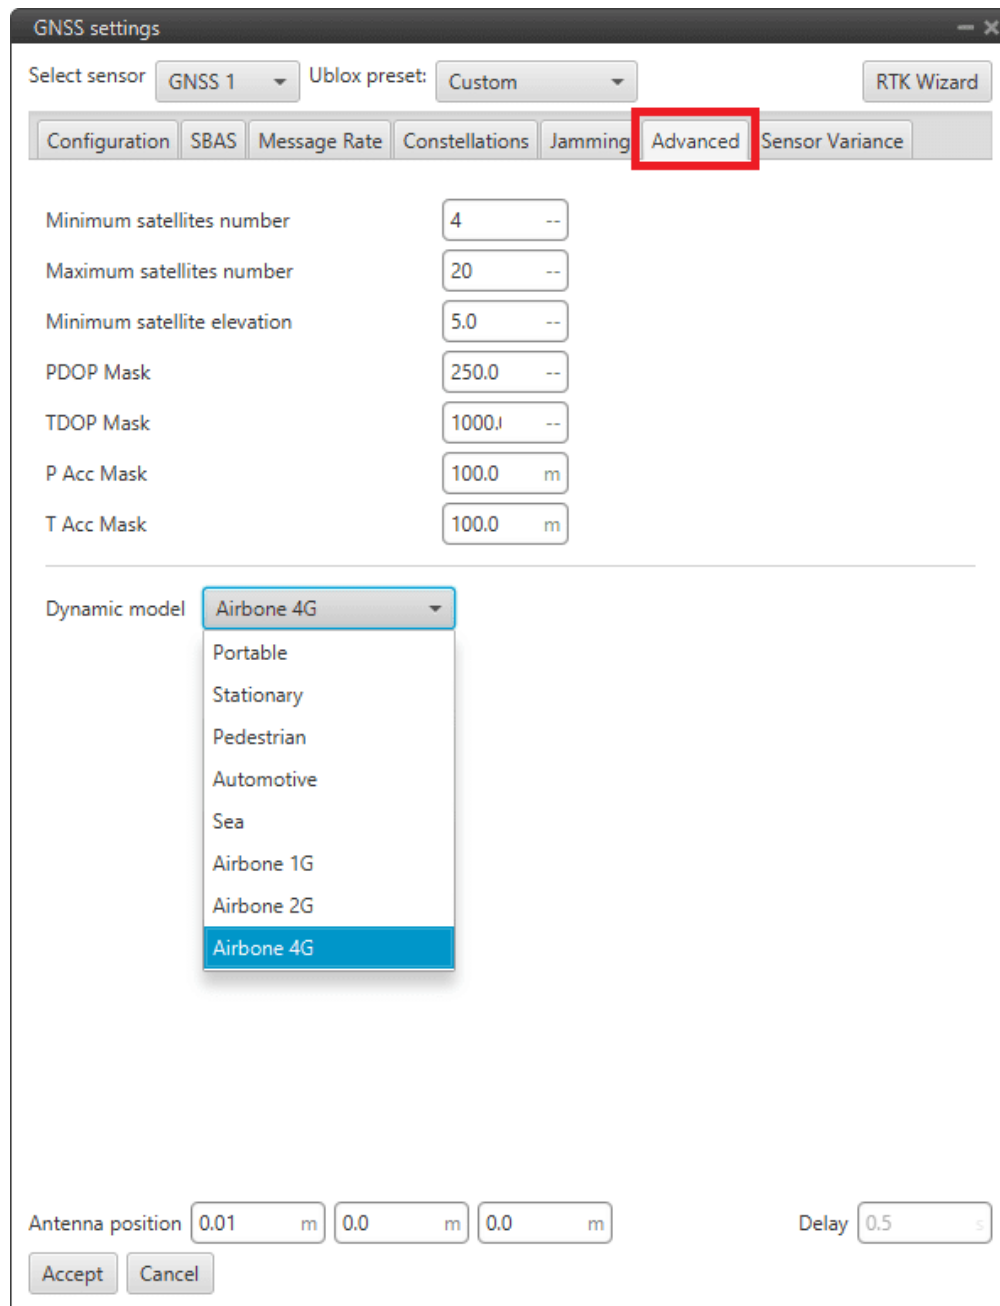 GNSS settings
Select sensor GNSS 1 Ublox preset: Custom RTK Wizard
Configuration SBAS Message Rate Constellations Jamming Advanced Sensor Variance
Minimum satellites number 4 --
Maximum satellites number 20 --
Minimum satellite elevation 5.0 --
PDOP Mask 250.0 --
TDOP Mask 1000.( --
P Acc Mask 100.0 m
T Acc Mask 100.0 m
Dynamic model Airbone 4G
Portable
Stationary
Pedestrian
Automotive
Sea
Airbone 1G
Airbone 2G
Airbone 4G
Antenna position 0.01 m 0.0 m 0.0 m Delay 0.5 s
Accept Cancel